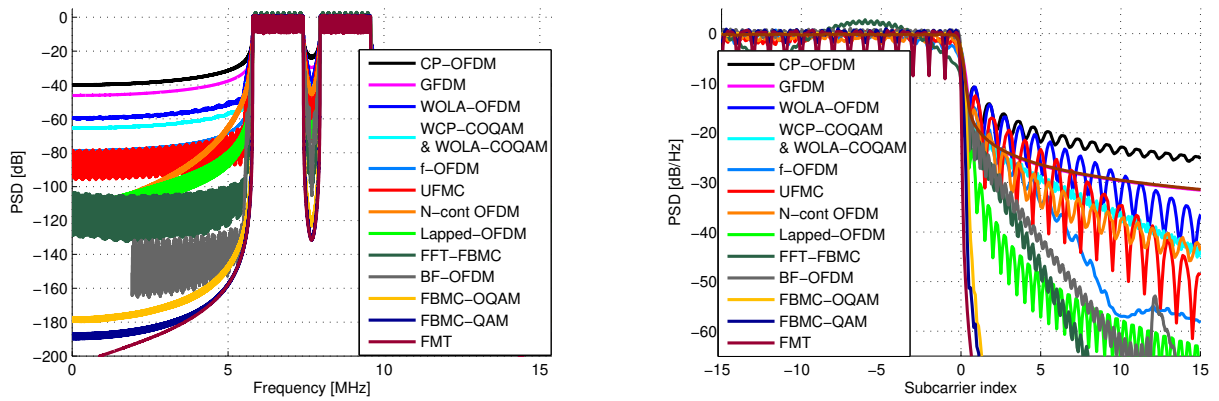 0
−20
−40
−60
−80
−100
−120
−140
−160
−180
−200
PSD [dB]
0
5
10
15
Frequency [MHz]
CP−OFDM
GFDM
WOLA−OFDM
WCP−COQAM
& WOLA−COQAM
f−OFDM
UFMC
N−cont OFDM
Lapped−OFDM
FFT−FBMC
BF−OFDM
FBMC−OQAM
FBMC−QAM
FMT
0
−10
−20
−30
−40
−50
−60
PSD [dB/Hz]
−15
−10
−5
0
5
10
15
Subcarrier index
CP−OFDM
GFDM
WOLA−OFDM
WCP−COQAM
& WOLA−COQAM
f−OFDM
UFMC
N−cont OFDM
Lapped−OFDM
FFT−FBMC
BF−OFDM
FBMC−OQAM
FBMC−QAM
FMT